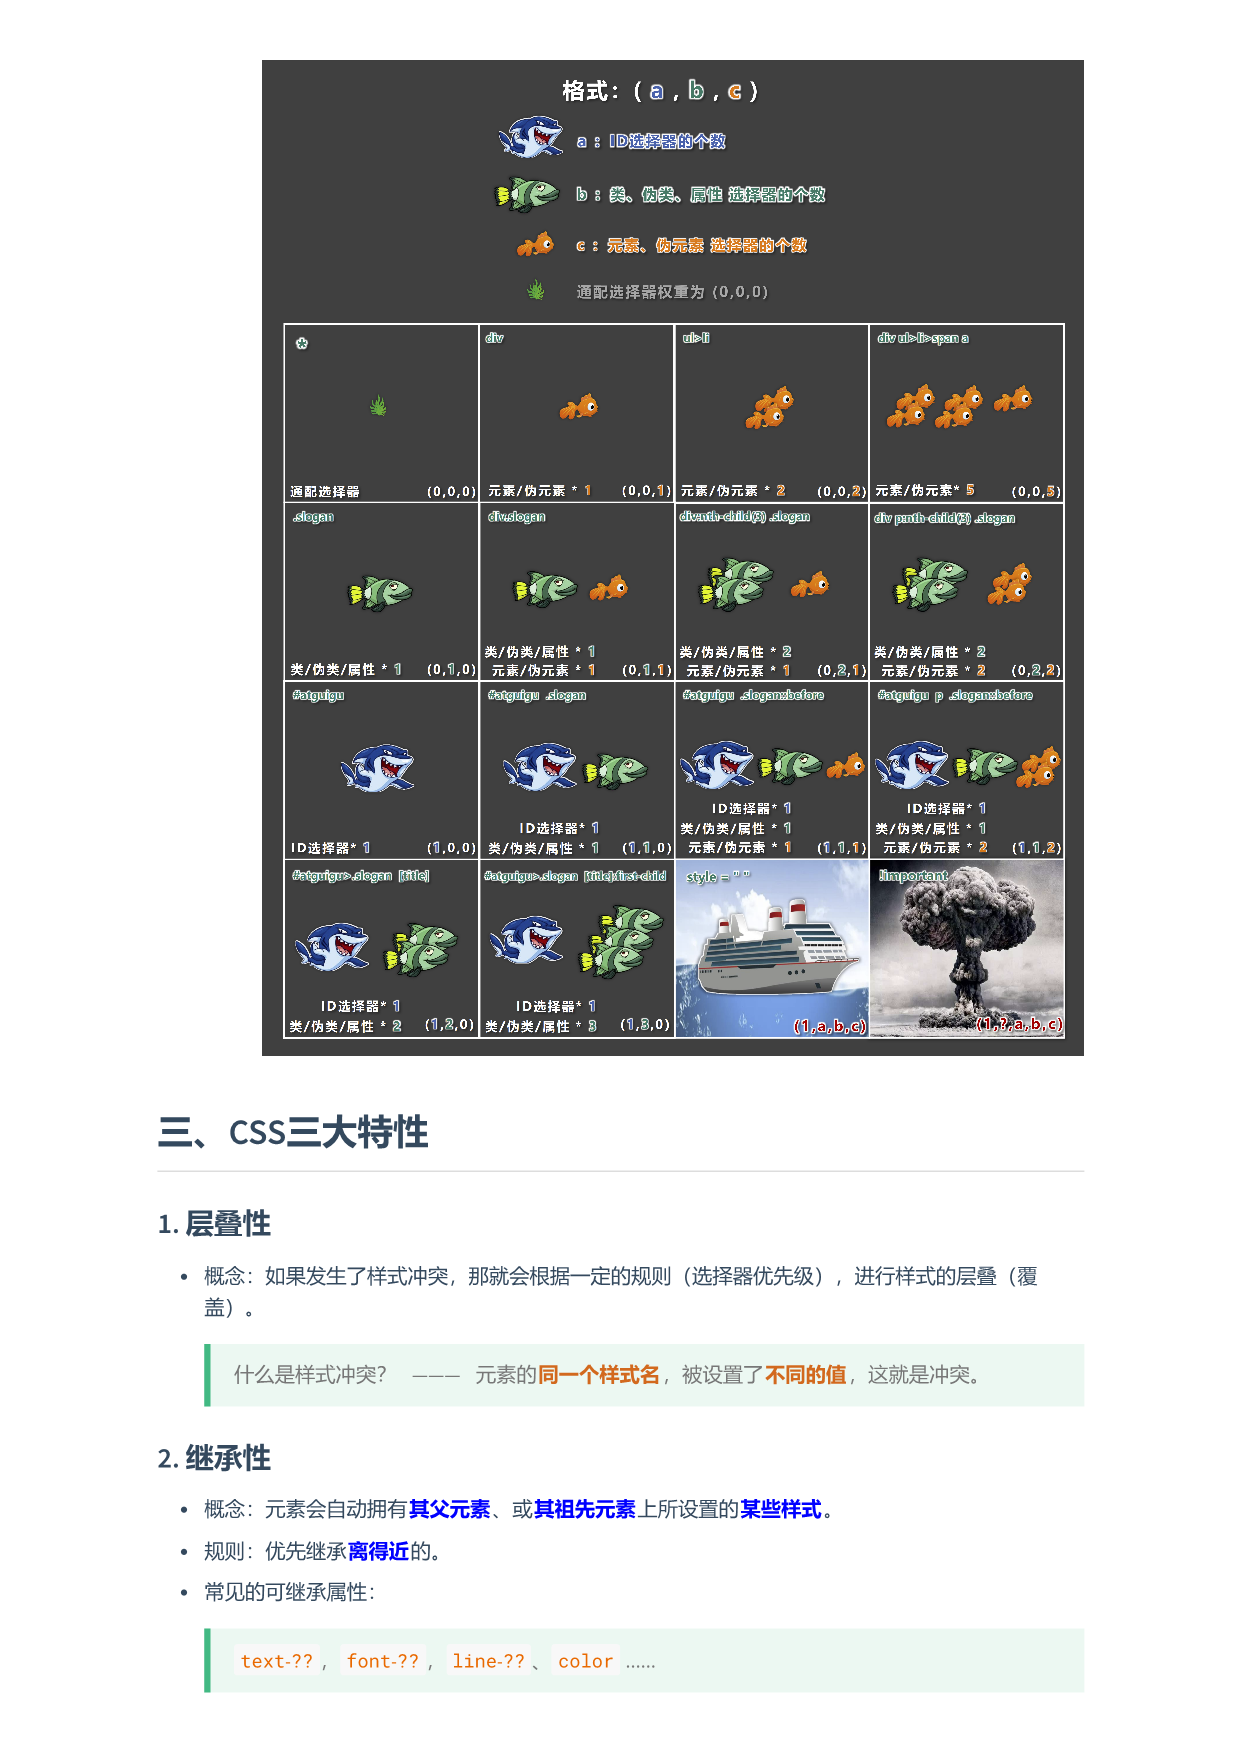 格式：( a , b , c )
a ： ID选择器的个数
b ： 类、伪类、属性 选择器的个数
c ： 元素、伪元素 选择器的个数
通配选择器权重为 (0,0,0)
*
通配选择器 (0,0,0)
div
元素/伪元素 * 1 (0,0,1)
ul>li
元素/伪元素 * 2 (0,0,2)
div ul>li>span a
元素/伪元素* 5 (0,0,5)
.slogan
类/伪类/属性 * 1 (0,1,0)
div.slogan
类/伪类/属性 * 1
元素/伪元素 * 1 (0,1,1)
div:nth-child(3) .slogan
类/伪类/属性 * 2
元素/伪元素 * 1 (0,2,1)
div p:nth-child(3) .slogan
类/伪类/属性 * 2
元素/伪元素 * 2 (0,2,2)
#atguigu
ID选择器* 1 (1,0,0)
#atguigu .slogan
ID选择器* 1
类/伪类/属性 * 1 (1,1,0)
#atguigu .slogan::before
ID选择器* 1
类/伪类/属性 * 1
元素/伪元素 * 1 (1,1,1)
#atguigu p .slogan::before
ID选择器* 1
类/伪类/属性 * 1
元素/伪元素 * 2 (1,1,2)
#atguigu>.slogan [title]
ID选择器* 1
类/伪类/属性 * 2 (1,2,0)
#atguigu>.slogan [title]:first-child
ID选择器* 1
类/伪类/属性 * 3 (1,3,0)
style = " "
(1,a,b,c)
!important
(1,?,a,b,c)
三、CSS三大特性
1. 层叠性
• 概念：如果发生了样式冲突，那就会根据一定的规则（选择器优先级），进行样式的层叠（覆
盖）。
什么是样式冲突？ ——— 元素的同一个样式名，被设置了不同的值，这就是冲突。
2. 继承性
• 概念：元素会自动拥有其父元素、或其祖先元素上所设置的某些样式。
• 规则：优先继承离得近的。
• 常见的可继承属性：
text-??，font-??，line-??、color ......